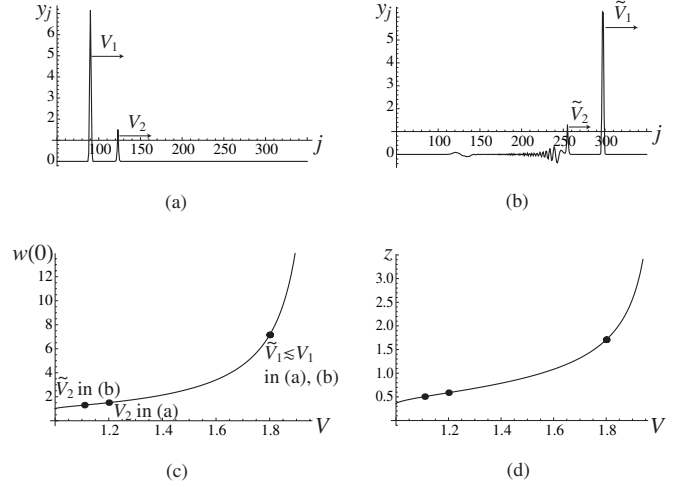 y_j
6
5
4
3
2
1
0
V_1
V_2
100 150 200 250 300 j
(a)
y_j
6
5
4
3
2
1
0
Ṽ_1
Ṽ_2
50 100 150 200 250 300 j
(b)
w(0)
12
10
8
6
4
2
Ṽ_2 in (b)
V_2 in (a)
Ṽ_1≲V_1
in (a), (b)
1.2 1.4 1.6 1.8 V
(c)
z
3.0
2.5
2.0
1.5
1.0
0.5
1.2 1.4 1.6 1.8 V
(d)